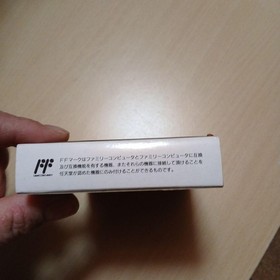 FFマークはファミリーコンピュータとファミリーコンピュータに互換
及び互換機能を有する機器、またそれらの機器に接続して頂けることを
任天堂が認めた機器にのみ付けることができるものです。